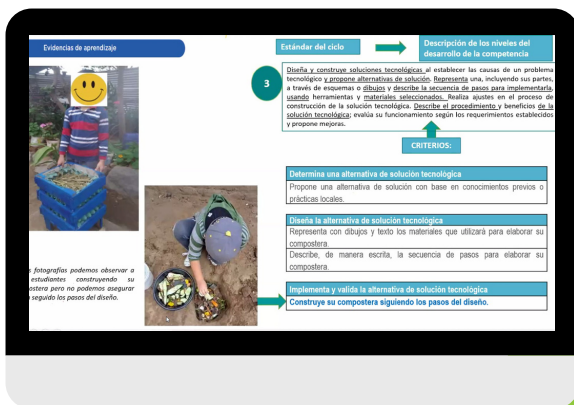 Evidencias de aprendizaje
Estándar del ciclo
Descripción de los niveles del
desarrollo de la competencia
3
Diseña y construye soluciones tecnológicas al establecer las causas de un problema
tecnológico y propone alternativas de solución. Representa una, incluyendo sus partes,
a través de esquemas o dibujos y describe la secuencia de pasos para implementarla,
usando herramientas y materiales seleccionados. Realiza ajustes en el proceso de
construcción de la solución tecnológica. Describe el procedimiento y beneficios de la
solución tecnológica; evalúa su funcionamiento según los requerimientos establecidos
y propone mejoras.
CRITERIOS:
Determina una alternativa de solución tecnológica
Propone una alternativa de solución con base en conocimientos previos o
prácticas locales.
Diseña la alternativa de solución tecnológica
Representa con dibujos y texto los materiales que utilizará para elaborar su
compostera.
Describe, de manera escrita, la secuencia de pasos para elaborar su
compostera.
Implementa y valida la alternativa de solución tecnológica
Construye su compostera siguiendo los pasos del diseño.
s fotografías podemos observar a
estudiantes construyendo su
ostera pero no podemos asegurar
seguido los pasos del diseño.